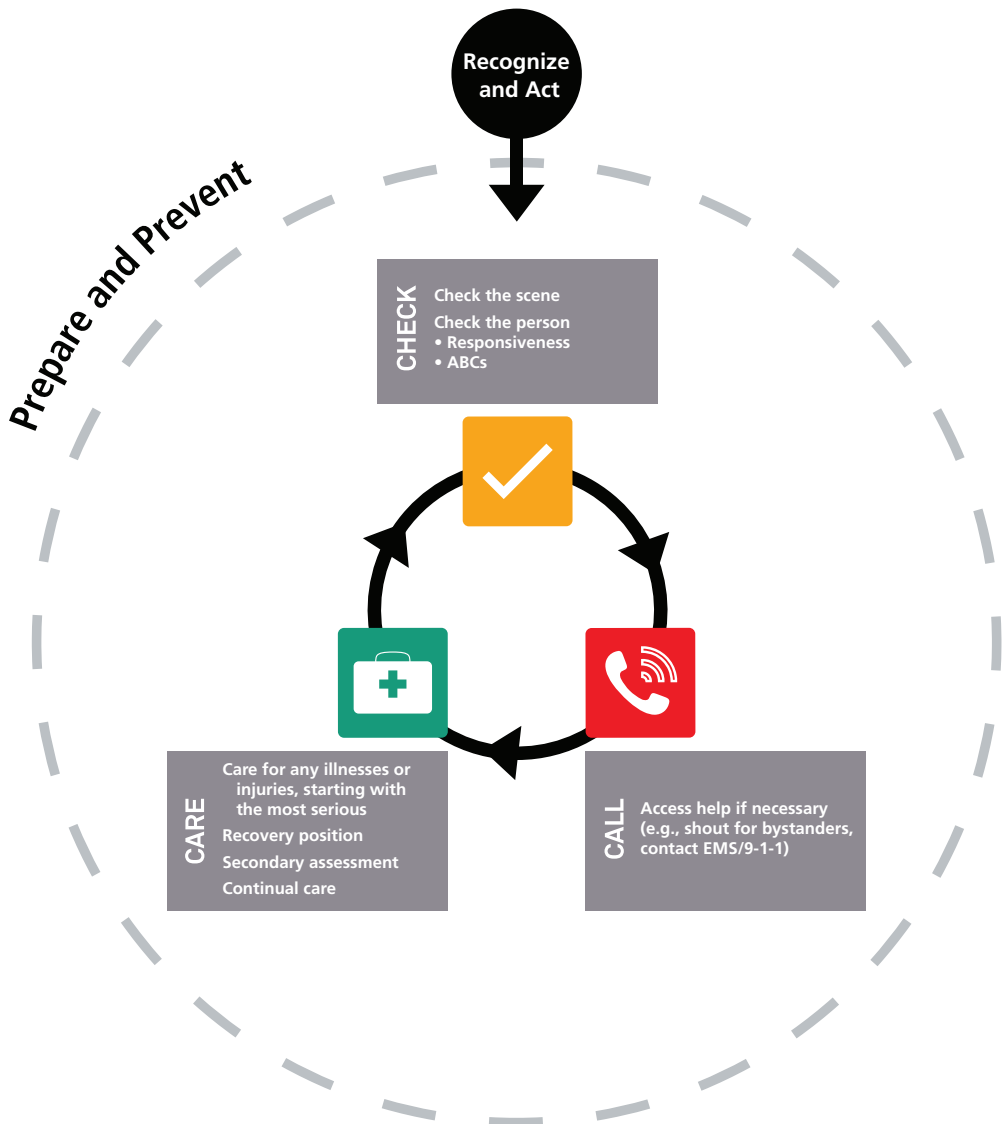 Recognize
and Act
Prepare and Prevent
CHECK
Check the scene
Check the person
• Responsiveness
• ABCs
CARE
Care for any illnesses or
injuries, starting with
the most serious
Recovery position
Secondary assessment
Continual care
CALL
Access help if necessary
(e.g., shout for bystanders,
contact EMS/9-1-1)